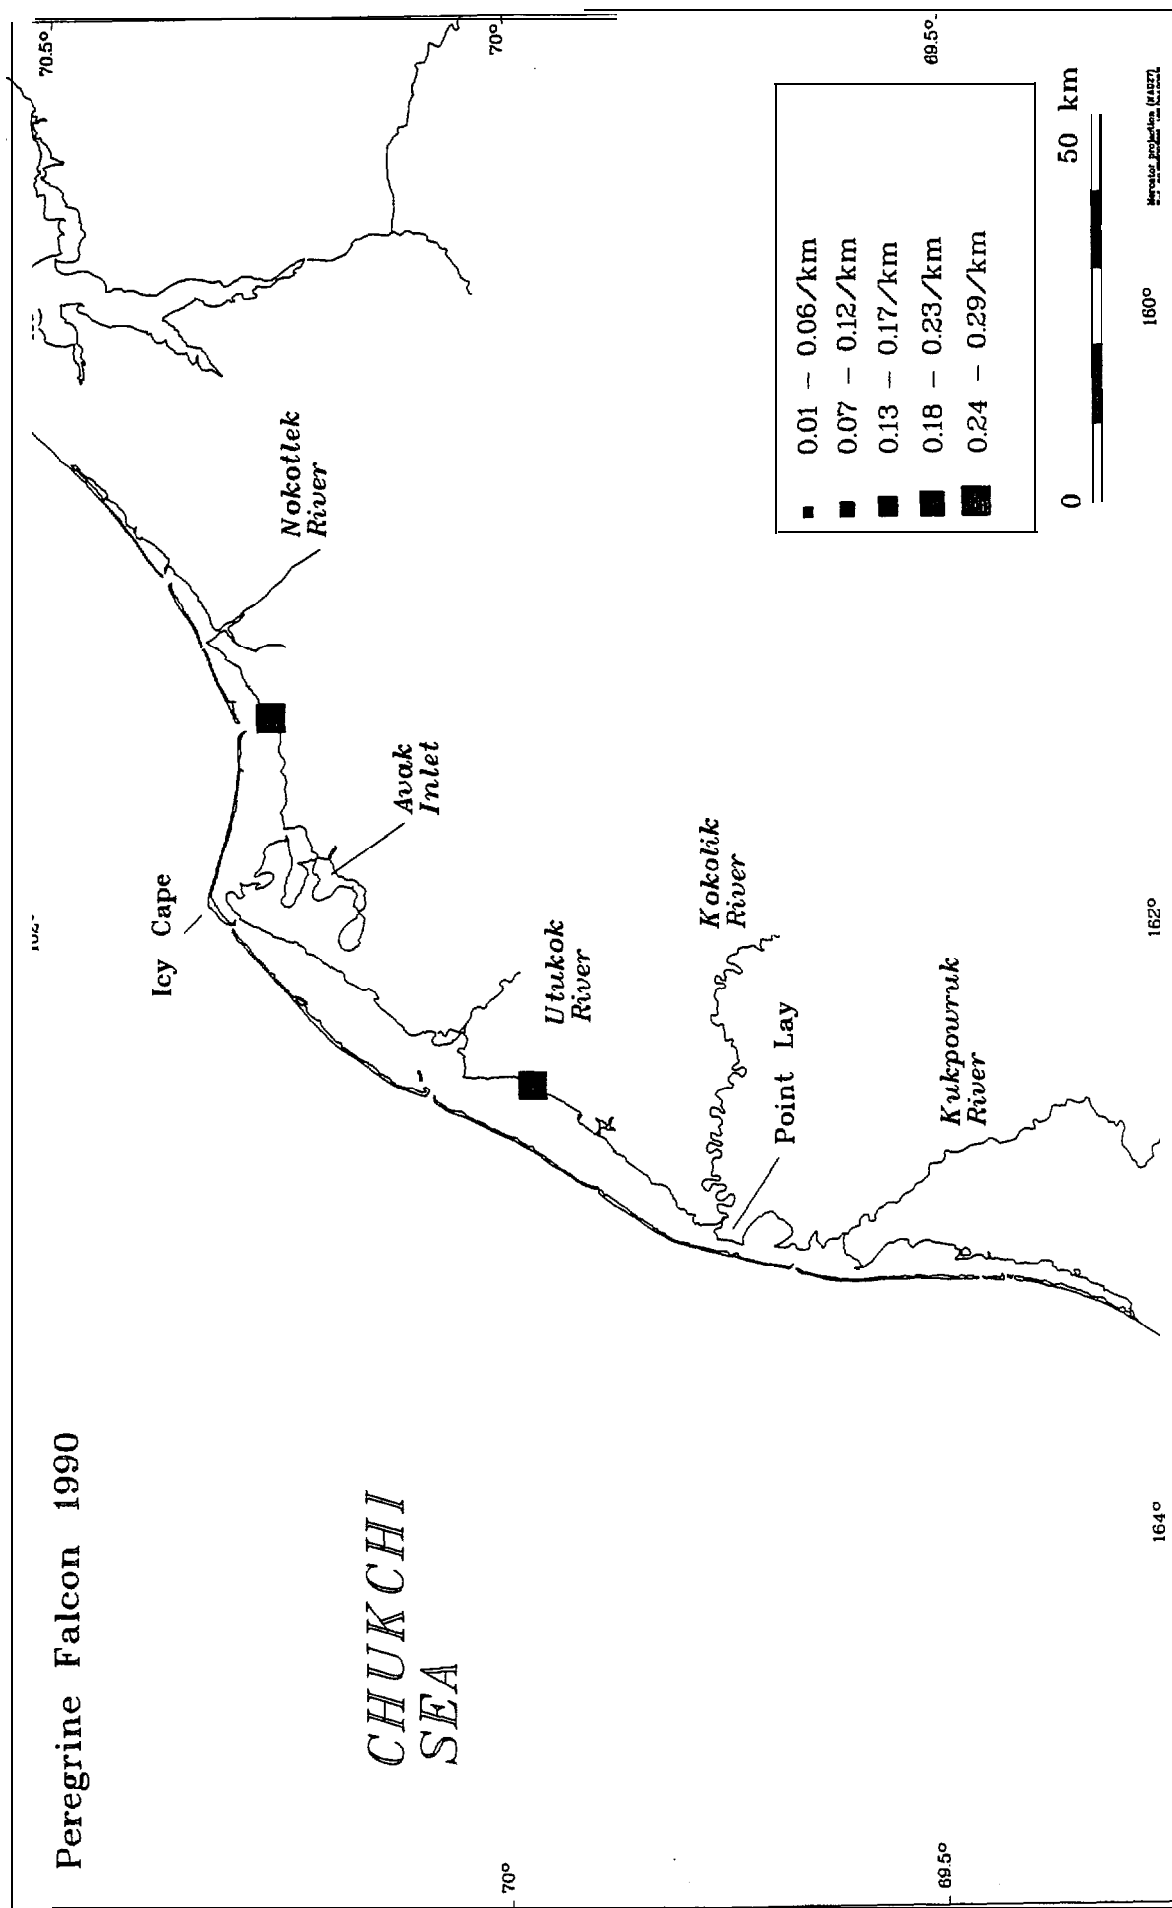 Peregrine Falcon 1990
70.5°
70°
69.5°
Nokotlek
River
Icy Cape
Avak
Inlet
Utukok
River
Kokolik
River
Point Lay
Kukpowruk
River
CHUKCHI
SEA
0.01 – 0.06/km
0.07 – 0.12/km
0.13 – 0.17/km
0.18 – 0.23/km
0.24 – 0.29/km
0
50 km
Mercator projection (NAD27)
70°
69.5°
164°
162°
160°